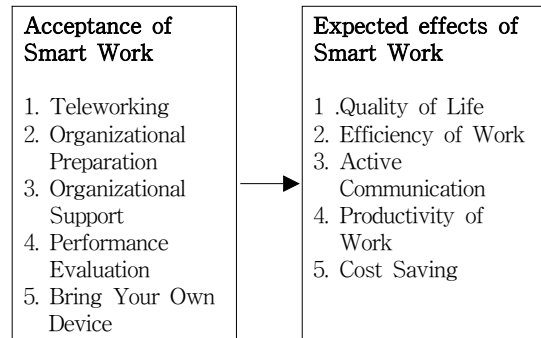 Acceptance of
Smart Work
1. Teleworking
2. Organizational
Preparation
3. Organizational
Support
4. Performance
Evaluation
5. Bring Your Own
Device
Expected effects of
Smart Work
1 .Quality of Life
2. Efficiency of Work
3. Active
Communication
4. Productivity of
Work
5. Cost Saving